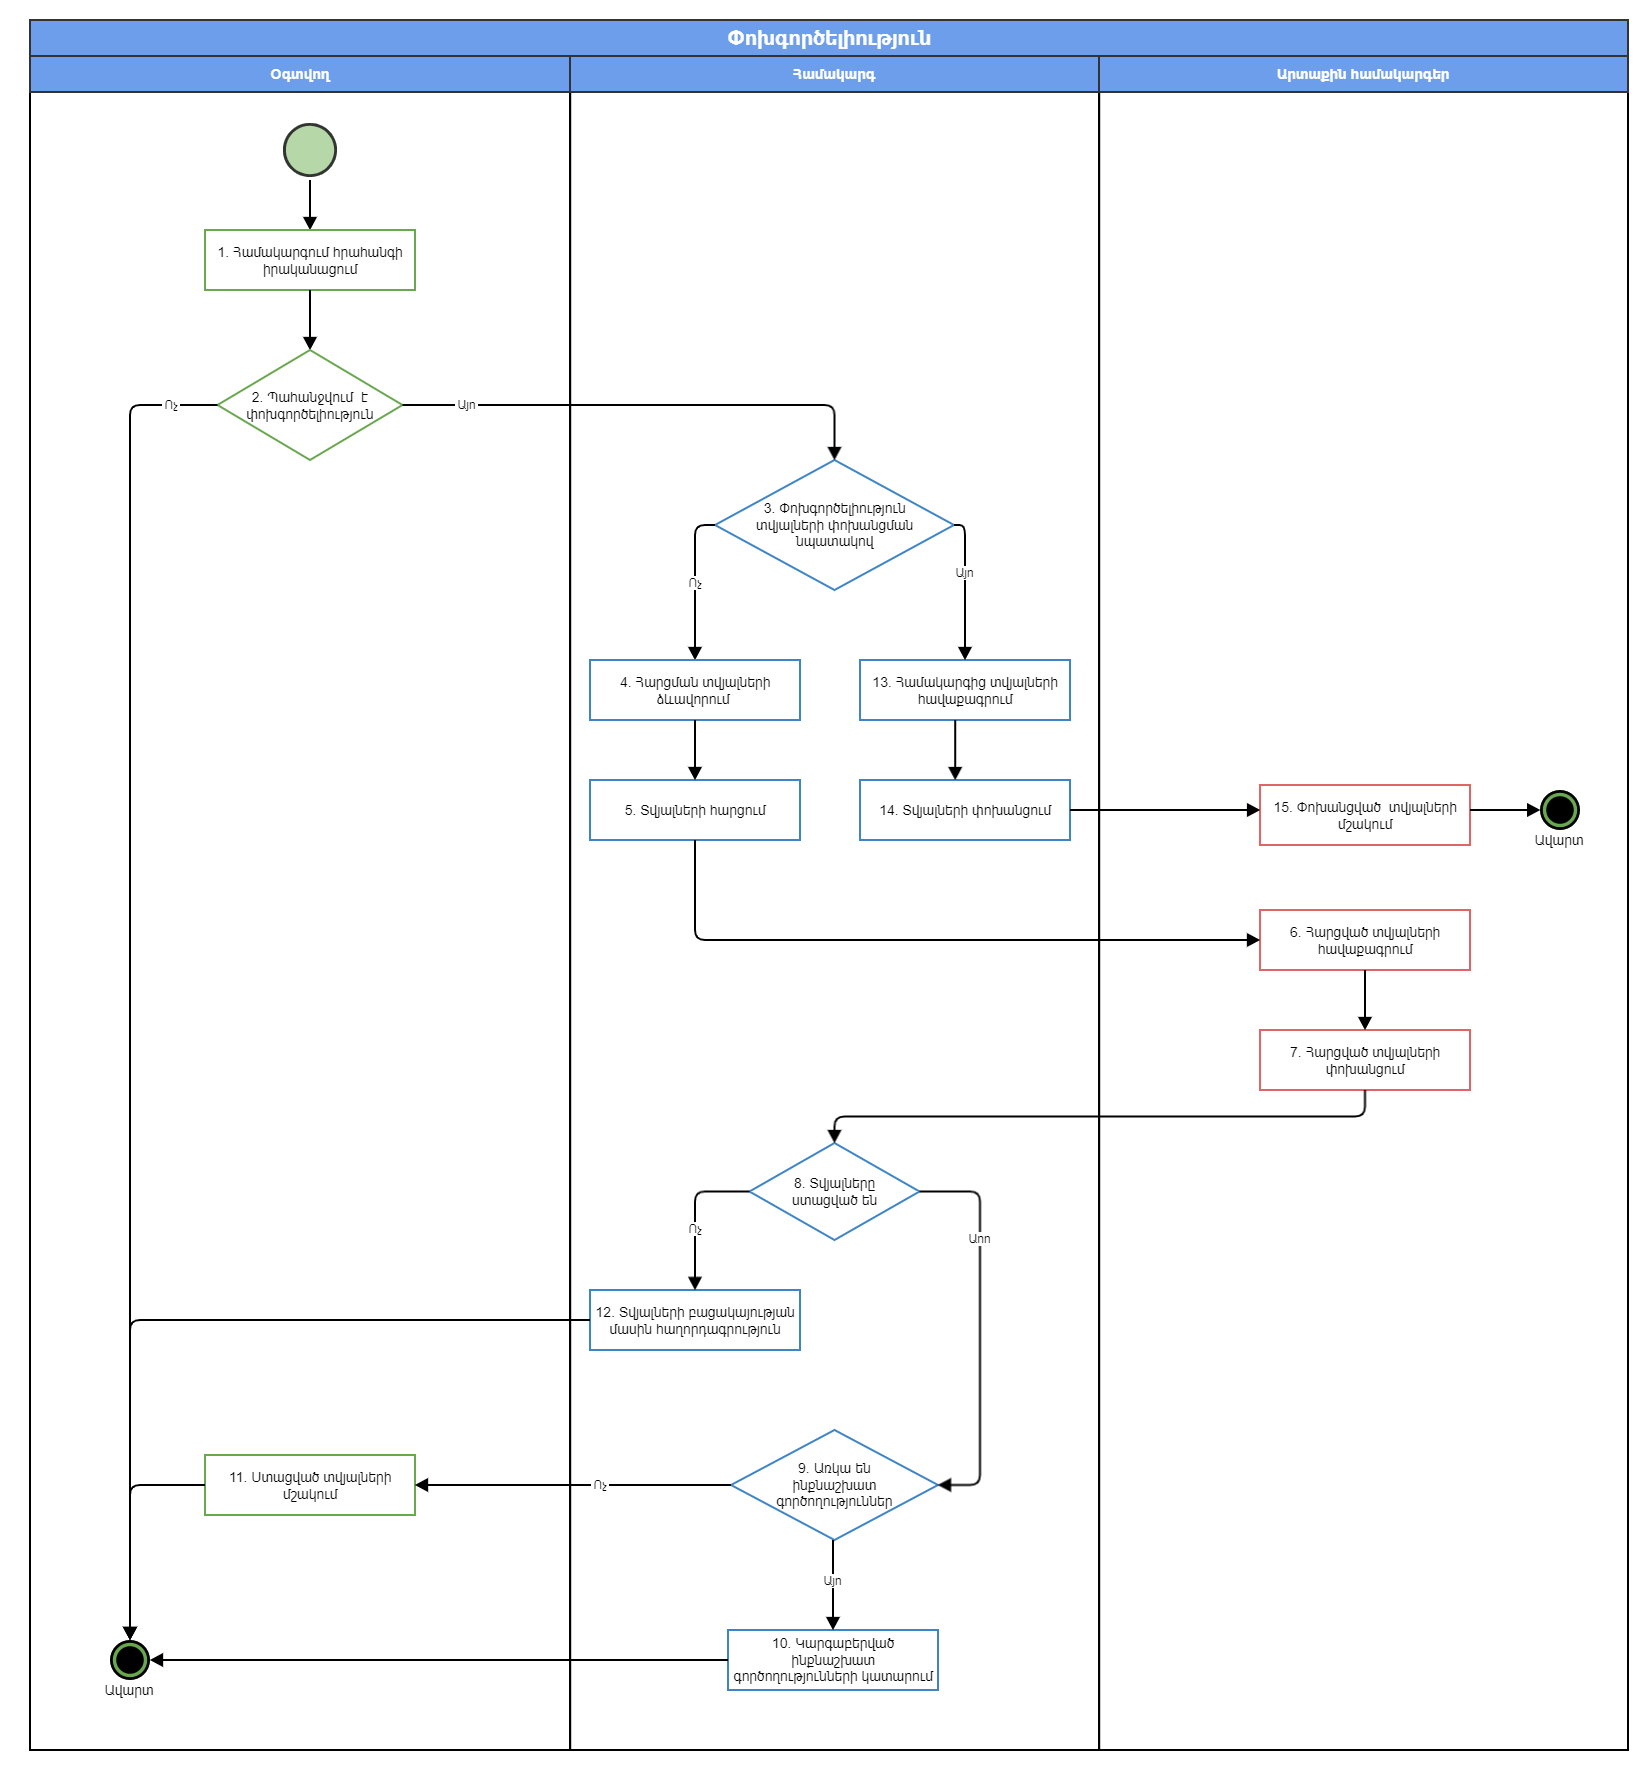 Փոխգործելիություն
Օգտվող
Համակարգ
Արտաքին համակարգեր
1. Համակարգում հրահանգի
իրականացում
2. Պահանջվում է
փոխգործելիություն
Ոչ
Այո
3. Փոխգործելիություն
տվյալների փոխանցման
նպատակով
Ոչ
Այո
4. Հարցման տվյալների
ձևավորում
13. Համակարգից տվյալների
հավաքագրում
5. Տվյալների հարցում
14. Տվյալների փոխանցում
15. Փոխանցված տվյալների
մշակում
Ավարտ
6. Հարցված տվյալների
հավաքագրում
7. Հարցված տվյալների
փոխանցում
8. Տվյալները
ստացված են
Ոչ
Աոո
12. Տվյալների բացակայության
մասին հաղորդագրություն
9. Առկա են
ինքնաշխատ
գործողություններ
Ոչ
11. Ստացված տվյալների
մշակում
Այո
10. Կարգաբերված
ինքնաշխատ
գործողությունների կատարում
Ավարտ